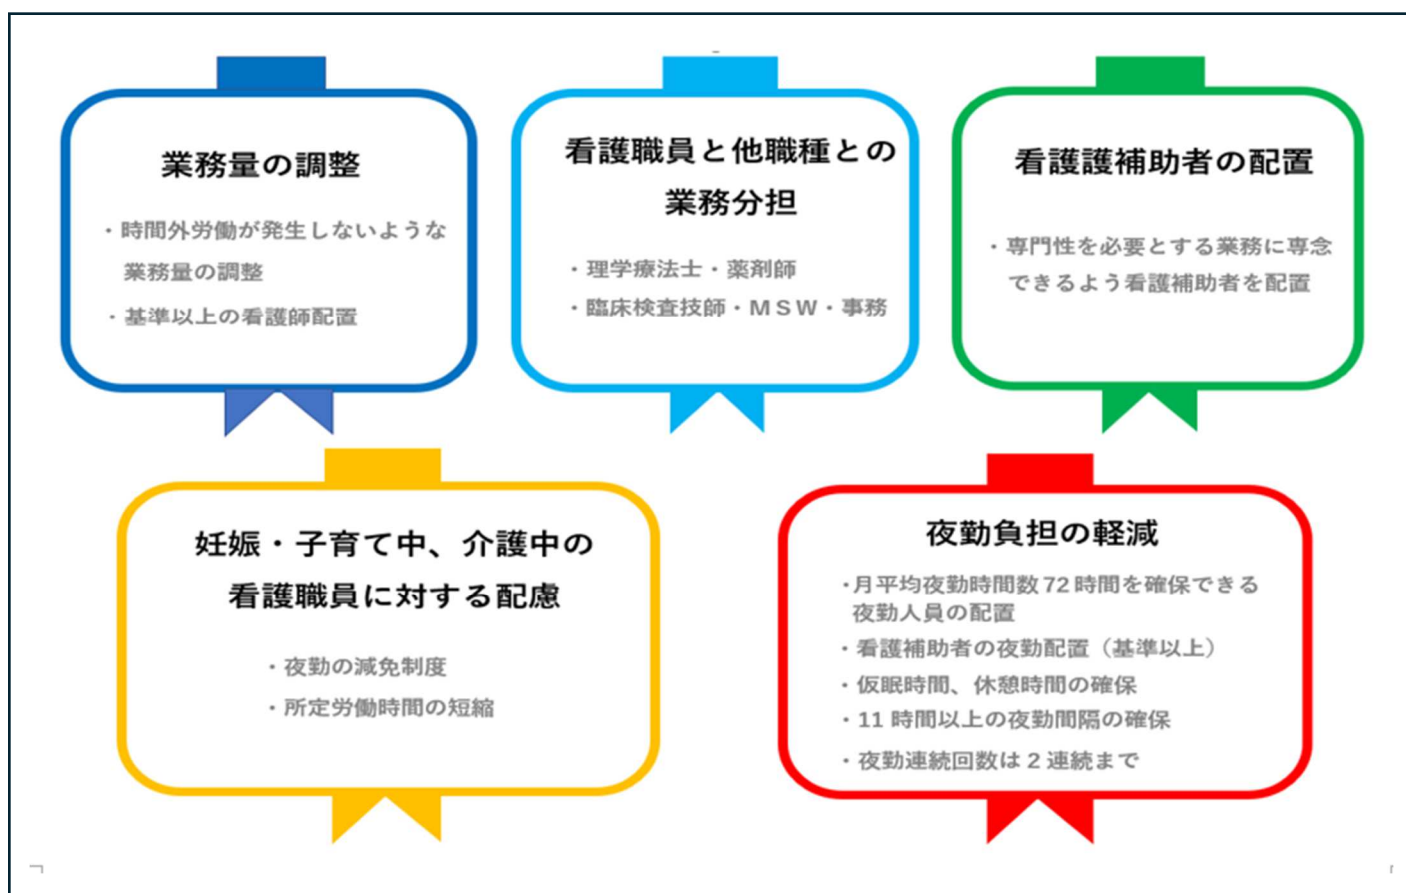 業務量の調整
・時間外労働が発生しないような
業務量の調整
・基準以上の看護師配置
看護職員と他職種との
業務分担
・理学療法士・薬剤師
・臨床検査技師・ＭＳＷ・事務
看護護補助者の配置
・専門性を必要とする業務に専念
できるよう看護補助者を配置
妊娠・子育て中、介護中の
看護職員に対する配慮
・夜勤の減免制度
・所定労働時間の短縮
夜勤負担の軽減
・月平均夜勤時間数72時間を確保できる
夜勤人員の配置
・看護補助者の夜勤配置（基準以上）
・仮眠時間、休憩時間の確保
・11時間以上の夜勤間隔の確保
・夜勤連続回数は２連続まで